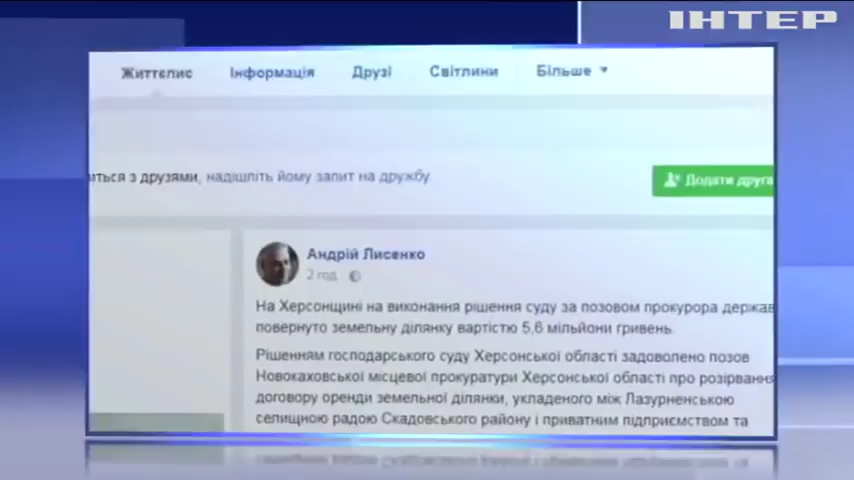 ІНТЕР
Життєпис Інформація Друзі Світлини Більше
иться з друзями, надішліть йому запит на дружбу
Додати друга
Андрій Лисенко
2 год
На Херсонщині на виконання рішення суду за позовом прокурора держав
повернуто земельну ділянку вартістю 5,6 мільйони гривень.
Рішенням господарського суду Херсонської області задоволено позов
Новокаховської місцевої прокуратури Херсонської області про розірвання
договору оренди земельної ділянки, укладеного між Лазурненською
селищною радою Скадовського району і приватним підприємством та